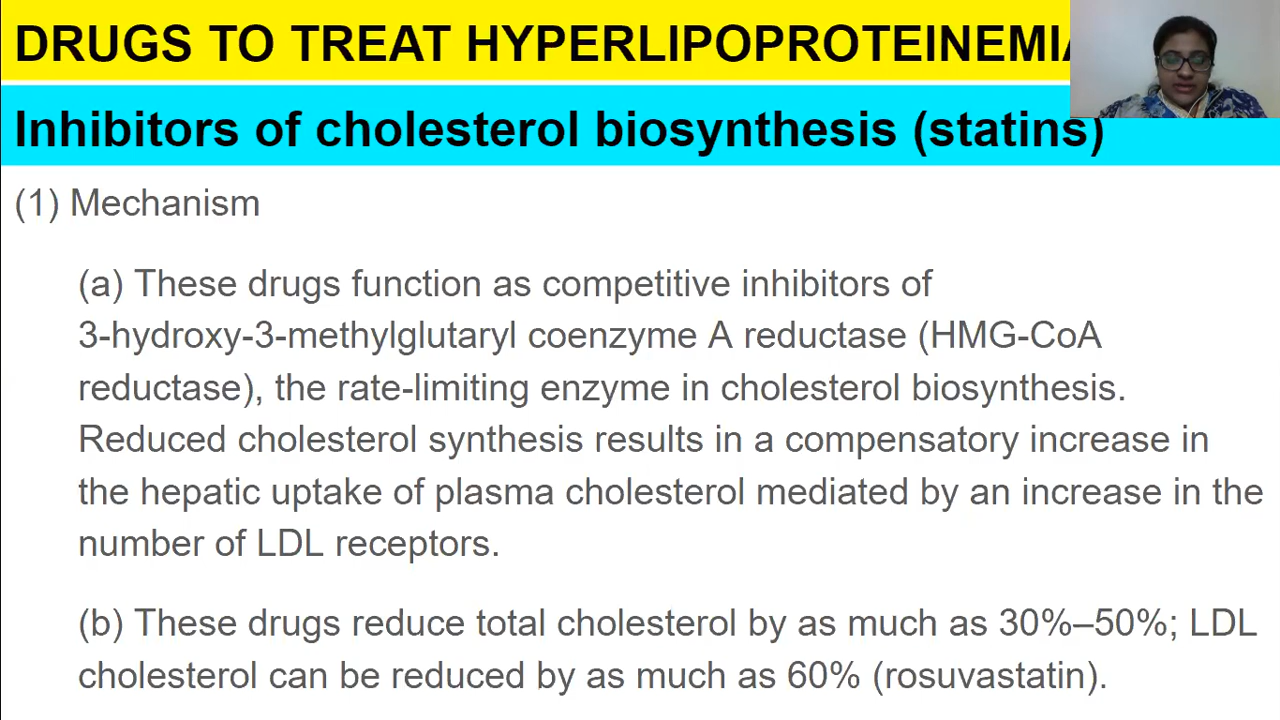 DRUGS TO TREAT HYPERLIPOPROTEINEMIA
Inhibitors of cholesterol biosynthesis (statins)
(1) Mechanism
(a) These drugs function as competitive inhibitors of
3-hydroxy-3-methylglutaryl coenzyme A reductase (HMG-CoA
reductase), the rate-limiting enzyme in cholesterol biosynthesis.
Reduced cholesterol synthesis results in a compensatory increase in
the hepatic uptake of plasma cholesterol mediated by an increase in the
number of LDL receptors.
(b) These drugs reduce total cholesterol by as much as 30%–50%; LDL
cholesterol can be reduced by as much as 60% (rosuvastatin).